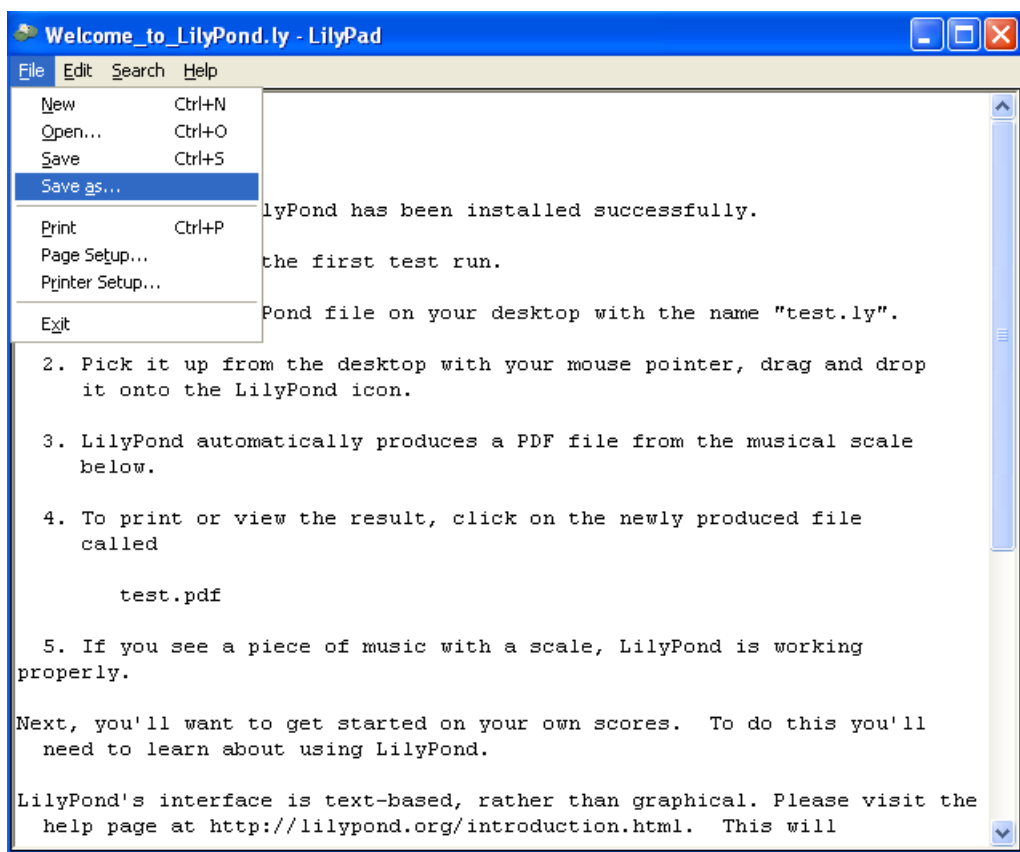 Welcome_to_LilyPond.ly - LilyPad
File Edit Search Help
New Ctrl+N
Open... Ctrl+O
Save Ctrl+S
Save as...
Print Ctrl+P
Page Setup...
Printer Setup...
Exit
lyPond has been installed successfully.
the first test run.
Pond file on your desktop with the name "test.ly".
2. Pick it up from the desktop with your mouse pointer, drag and drop
it onto the LilyPond icon.
3. LilyPond automatically produces a PDF file from the musical scale
below.
4. To print or view the result, click on the newly produced file
called
test.pdf
5. If you see a piece of music with a scale, LilyPond is working
properly.
Next, you'll want to get started on your own scores. To do this you'll
need to learn about using LilyPond.
LilyPond's interface is text-based, rather than graphical. Please visit the
help page at http://lilypond.org/introduction.html. This will